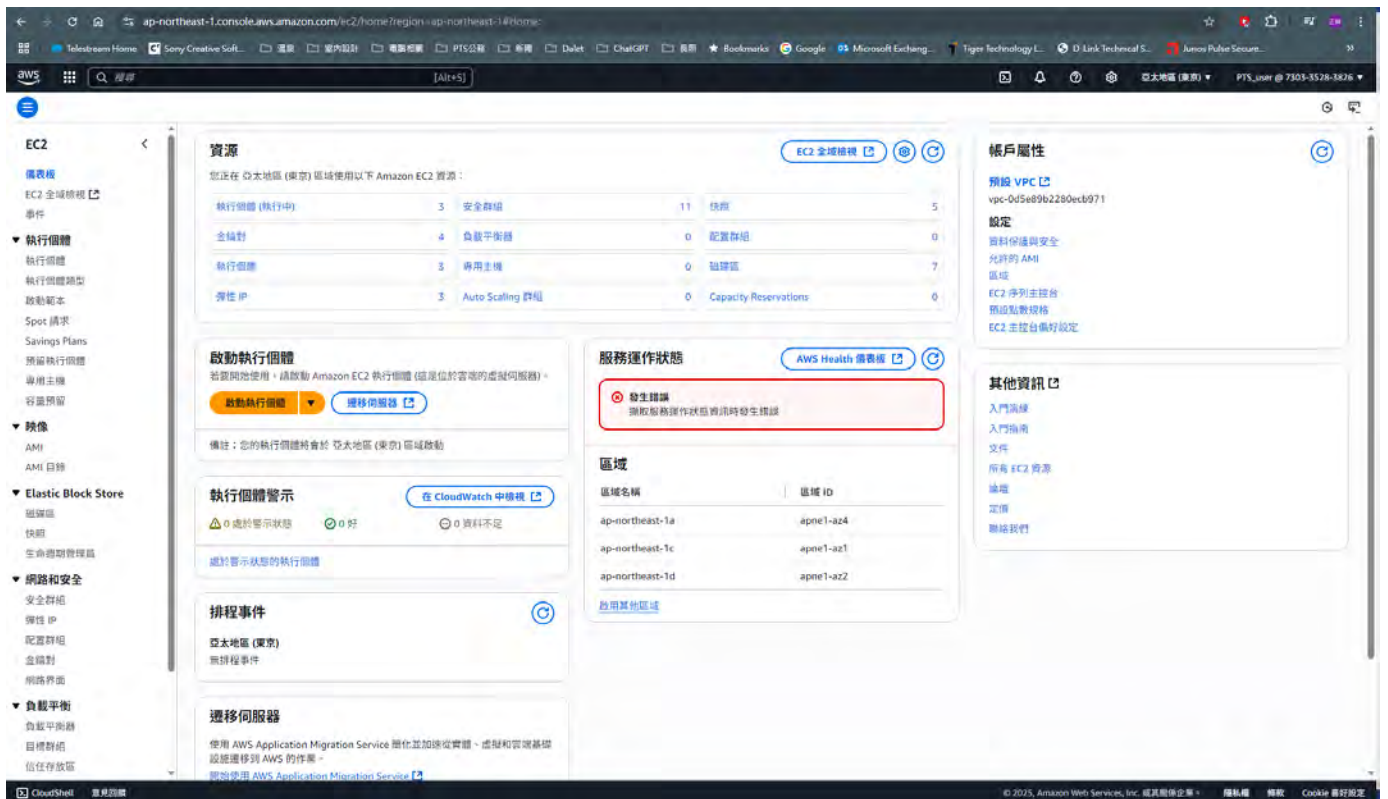 ap-northeast-1.console.aws.amazon.com/ec2/home?region=ap-northeast-1#Home:
Telestream Home
Sony Creative Soft...
溫泉
室內設計
電腦相關
PTS公視
新聞
Dalet
ChatGPT
長照
Bookmarks
Google
Microsoft Exchang...
Tiger Technology L...
D-Link Technical S...
Junos Pulse Secure...
aws
搜尋
[Alt+S]
亞太地區 (東京)
PTS_user @ 7303-3528-3826
EC2
儀表板
EC2 全域檢視
事件
執行個體
執行個體
執行個體類型
啟動範本
Spot 請求
Savings Plans
預留執行個體
專用主機
容量預留
映像
AMI
AMI 目錄
Elastic Block Store
磁碟區
快照
生命週期管理員
網路和安全
安全群組
彈性 IP
配置群組
金鑰對
網路界面
負載平衡
負載平衡器
目標群組
信任存放區
資源
EC2 全域檢視
您正在 亞太地區 (東京) 區域使用以下 Amazon EC2 資源：
執行個體 (執行中) 3 安全群組 11 快照 5
金鑰對 4 負載平衡器 0 配置群組 0
執行個體 3 專用主機 0 磁碟區 7
彈性 IP 3 Auto Scaling 群組 0 Capacity Reservations 0
啟動執行個體
若要開始使用，請啟動 Amazon EC2 執行個體 (這是位於雲端的虛擬伺服器)。
啟動執行個體
遷移伺服器
備註：您的執行個體將會於 亞太地區 (東京) 區域啟動
執行個體警示
在 CloudWatch 中檢視
0 處於警示狀態
0 好
0 資料不足
處於警示狀態的執行個體
排程事件
亞太地區 (東京)
無排程事件
遷移伺服器
使用 AWS Application Migration Service 簡化並加速從實體、虛擬和雲端基礎
設施遷移到 AWS 的作業。
開始使用 AWS Application Migration Service
服務運作狀態
AWS Health 儀表板
發生錯誤
擷取服務運作狀態資訊時發生錯誤
區域
區域名稱 區域 ID
ap-northeast-1a apne1-az4
ap-northeast-1c apne1-az1
ap-northeast-1d apne1-az2
啟用其他區域
帳戶屬性
預設 VPC
vpc-0d5e89b2280ecb971
設定
資料保護與安全
允許的 AMI
區域
EC2 序列主控台
預設點數規格
EC2 主控台偏好設定
其他資訊
入門演練
入門指南
文件
所有 EC2 資源
論壇
定價
聯絡我們
CloudShell
意見回饋
© 2025, Amazon Web Services, Inc. 或其關係企業。
隱私權
條款
Cookie 喜好設定